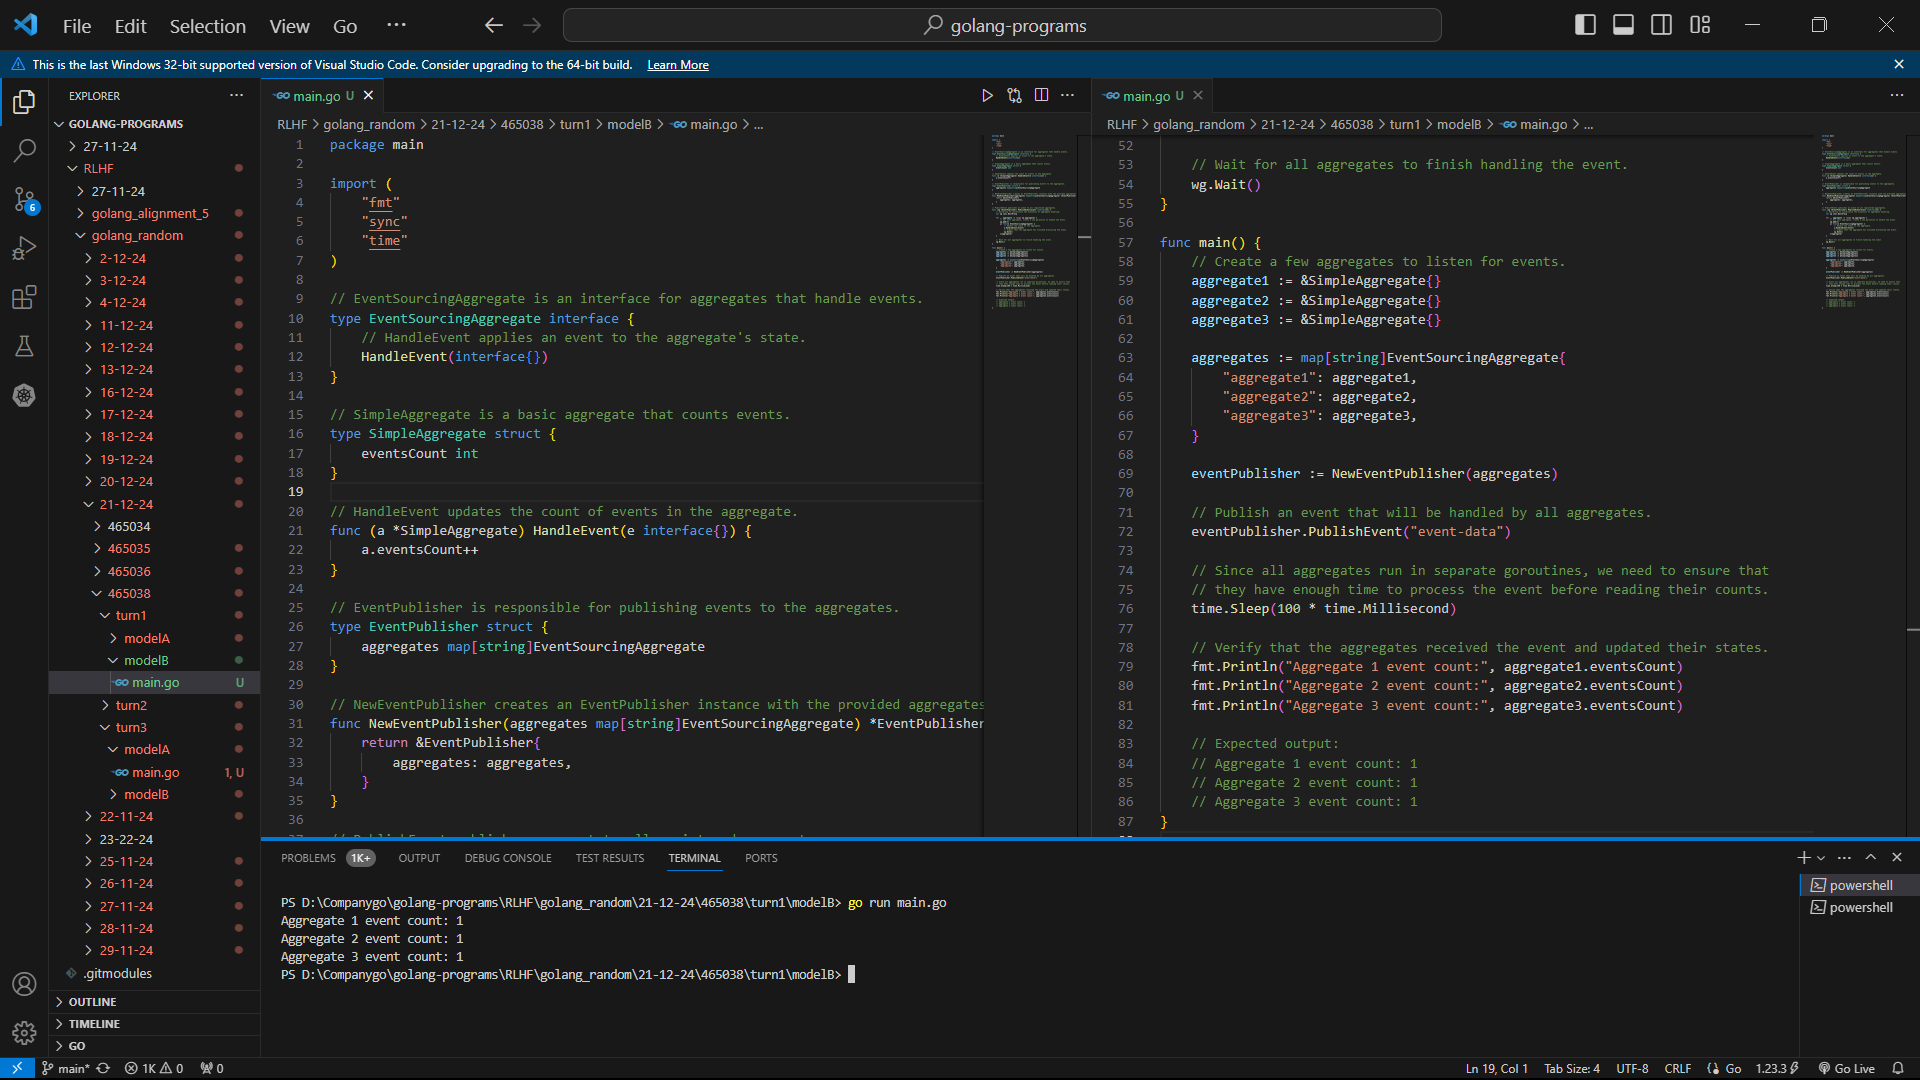 File Edit Selection View Go ··· golang-programs
This is the last Windows 32-bit supported version of Visual Studio Code. Consider upgrading to the 64-bit build. Learn More
EXPLORER
GOLANG-PROGRAMS
27-11-24
RLHF
27-11-24
golang_alignment_5
golang_random
2-12-24
3-12-24
4-12-24
11-12-24
12-12-24
13-12-24
16-12-24
17-12-24
18-12-24
19-12-24
20-12-24
21-12-24
465034
465035
465036
465038
turn1
modelA
modelB
main.go U
turn2
turn3
modelA
main.go 1, U
modelB
22-11-24
23-22-24
25-11-24
26-11-24
27-11-24
28-11-24
29-11-24
.gitmodules
OUTLINE
TIMELINE
GO
6
main.go U
RLHF > golang_random > 21-12-24 > 465038 > turn1 > modelB > main.go > ...
1 package main
2
3 import (
4 "fmt"
5 "sync"
6 "time"
7 )
8
9 // EventSourcingAggregate is an interface for aggregates that handle events.
10 type EventSourcingAggregate interface {
11 // HandleEvent applies an event to the aggregate's state.
12 HandleEvent(interface{})
13 }
14
15 // SimpleAggregate is a basic aggregate that counts events.
16 type SimpleAggregate struct {
17 eventsCount int
18 }
19
20 // HandleEvent updates the count of events in the aggregate.
21 func (a *SimpleAggregate) HandleEvent(e interface{}) {
22 a.eventsCount++
23 }
24
25 // EventPublisher is responsible for publishing events to the aggregates.
26 type EventPublisher struct {
27 aggregates map[string]EventSourcingAggregate
28 }
29
30 // NewEventPublisher creates an EventPublisher instance with the provided aggregates
31 func NewEventPublisher(aggregates map[string]EventSourcingAggregate) *EventPublisher
32 return &EventPublisher{
33 aggregates: aggregates,
34 }
35 }
36
main.go U
RLHF > golang_random > 21-12-24 > 465038 > turn1 > modelB > main.go > ...
52
53 // Wait for all aggregates to finish handling the event.
54 wg.Wait()
55 }
56
57 func main() {
58 // Create a few aggregates to listen for events.
59 aggregate1 := &SimpleAggregate{}
60 aggregate2 := &SimpleAggregate{}
61 aggregate3 := &SimpleAggregate{}
62
63 aggregates := map[string]EventSourcingAggregate{
64 "aggregate1": aggregate1,
65 "aggregate2": aggregate2,
66 "aggregate3": aggregate3,
67 }
68
69 eventPublisher := NewEventPublisher(aggregates)
70
71 // Publish an event that will be handled by all aggregates.
72 eventPublisher.PublishEvent("event-data")
73
74 // Since all aggregates run in separate goroutines, we need to ensure that
75 // they have enough time to process the event before reading their counts.
76 time.Sleep(100 * time.Millisecond)
77
78 // Verify that the aggregates received the event and updated their states.
79 fmt.Println("Aggregate 1 event count:", aggregate1.eventsCount)
80 fmt.Println("Aggregate 2 event count:", aggregate2.eventsCount)
81 fmt.Println("Aggregate 3 event count:", aggregate3.eventsCount)
82
83 // Expected output:
84 // Aggregate 1 event count: 1
85 // Aggregate 2 event count: 1
86 // Aggregate 3 event count: 1
87 }
PROBLEMS 1K+ OUTPUT DEBUG CONSOLE TEST RESULTS TERMINAL PORTS
PS D:\Companygo\golang-programs\RLHF\golang_random\21-12-24\465038\turn1\modelB> go run main.go
Aggregate 1 event count: 1
Aggregate 2 event count: 1
Aggregate 3 event count: 1
PS D:\Companygo\golang-programs\RLHF\golang_random\21-12-24\465038\turn1\modelB>
powershell
powershell
main* 1K 0 0 Ln 19, Col 1 Tab Size: 4 UTF-8 CRLF Go 1.23.3 Go Live